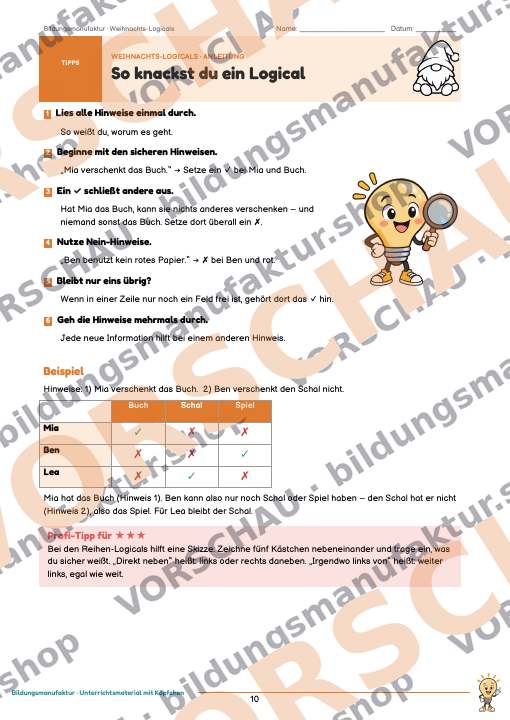 Bildungsmanufaktur · Weihnachts-Logicals Name: Datum:
TIPPS
WEIHNACHTS-LOGICALS · ANLEITUNG
So knackst du ein Logical
1 Lies alle Hinweise einmal durch.
So weißt du, worum es geht.
2 Beginne mit den sicheren Hinweisen.
„Mia verschenkt das Buch.“ → Setze ein ✓ bei Mia und Buch.
3 Ein ✓ schließt andere aus.
Hat Mia das Buch, kann sie nichts anderes verschenken – und
niemand sonst das Buch. Setze dort überall ein ✗.
4 Nutze Nein-Hinweise.
„Ben benutzt kein rotes Papier.“ → ✗ bei Ben und rot.
5 Bleibt nur eins übrig?
Wenn in einer Zeile nur noch ein Feld frei ist, gehört dort das ✓ hin.
6 Geh die Hinweise mehrmals durch.
Jede neue Information hilft bei einem anderen Hinweis.
Beispiel
Hinweise: 1) Mia verschenkt das Buch. 2) Ben verschenkt den Schal nicht.
Buch Schal Spiel
Mia ✓ ✗ ✗
Ben ✗ ✗ ✓
Lea ✗ ✓ ✗
Mia hat das Buch (Hinweis 1). Ben kann also nur noch Schal oder Spiel haben – den Schal hat er nicht
(Hinweis 2), also das Spiel. Für Lea bleibt der Schal.
Profi-Tipp für ★★★
Bei den Reihen-Logicals hilft eine Skizze: Zeichne fünf Kästchen nebeneinander und trage ein, was
du sicher weißt. „Direkt neben“ heißt: links oder rechts daneben. „Irgendwo links von“ heißt: weiter
links, egal wie weit.
Bildungsmanufaktur · Unterrichtsmaterial mit Köpfchen
10
VORSCHAU · bildungsmanufaktur.shop
VORSCHAU